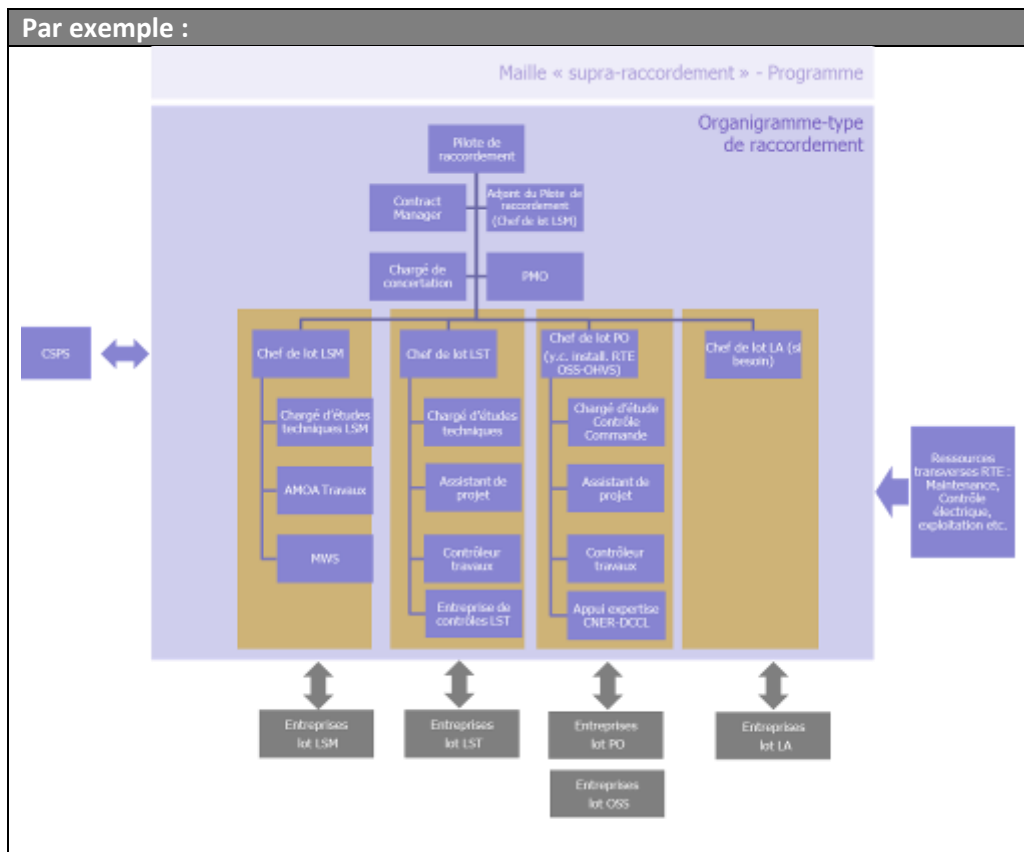 Par exemple :
Maille « supra-raccordement » - Programme
Organigramme-type
de raccordement
Pilote de
raccordement
Contract
Manager
Adjoint du Pilote de
raccordement
(Chef de lot LSM)
Chargé de
concertation
PMO
CSPS
Chef de lot LSM
Chef de lot LST
Chef de lot PO
(y.c. install. RTE
OSS-OHVS)
Chef de lot LA (si
besoin)
Chargé d'études
techniques LSM
AMOA Travaux
MWS
Chargé d'études
techniques
Assistant de
projet
Contrôleur
travaux
Entreprise de
contrôles LST
Chargé d'étude
Contrôle
Commande
Assistant de
projet
Contrôleur
travaux
Appui expertise
CNER-DCCL
Ressources
transverses RTE :
Maintenance,
Contrôle
électrique,
exploitation etc.
Entreprises
lot LSM
Entreprises
lot LST
Entreprises
lot PO
Entreprises
lot LA
Entreprises
lot OSS